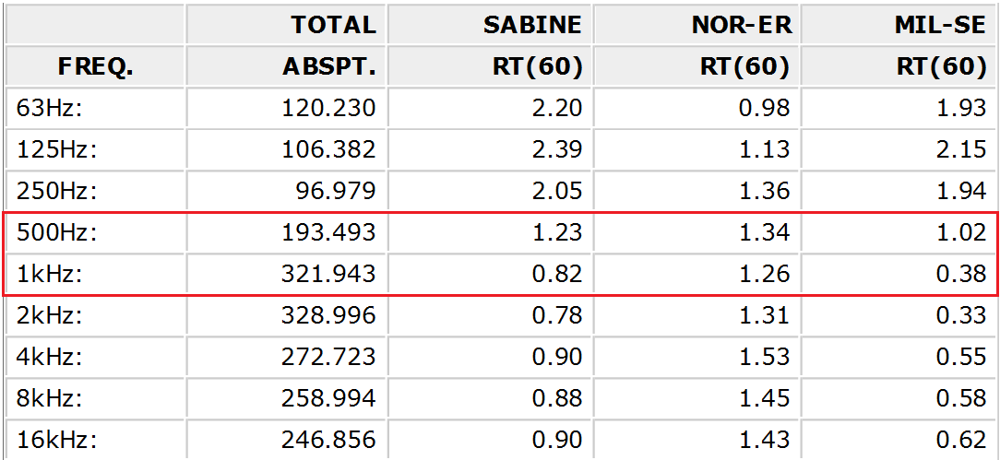 TOTAL SABINE NOR-ER MIL-SE
FREQ. ABSPT. RT(60) RT(60) RT(60)
63Hz: 120.230 2.20 0.98 1.93
125Hz: 106.382 2.39 1.13 2.15
250Hz: 96.979 2.05 1.36 1.94
500Hz: 193.493 1.23 1.34 1.02
1kHz: 321.943 0.82 1.26 0.38
2kHz: 328.996 0.78 1.31 0.33
4kHz: 272.723 0.90 1.53 0.55
8kHz: 258.994 0.88 1.45 0.58
16kHz: 246.856 0.90 1.43 0.62